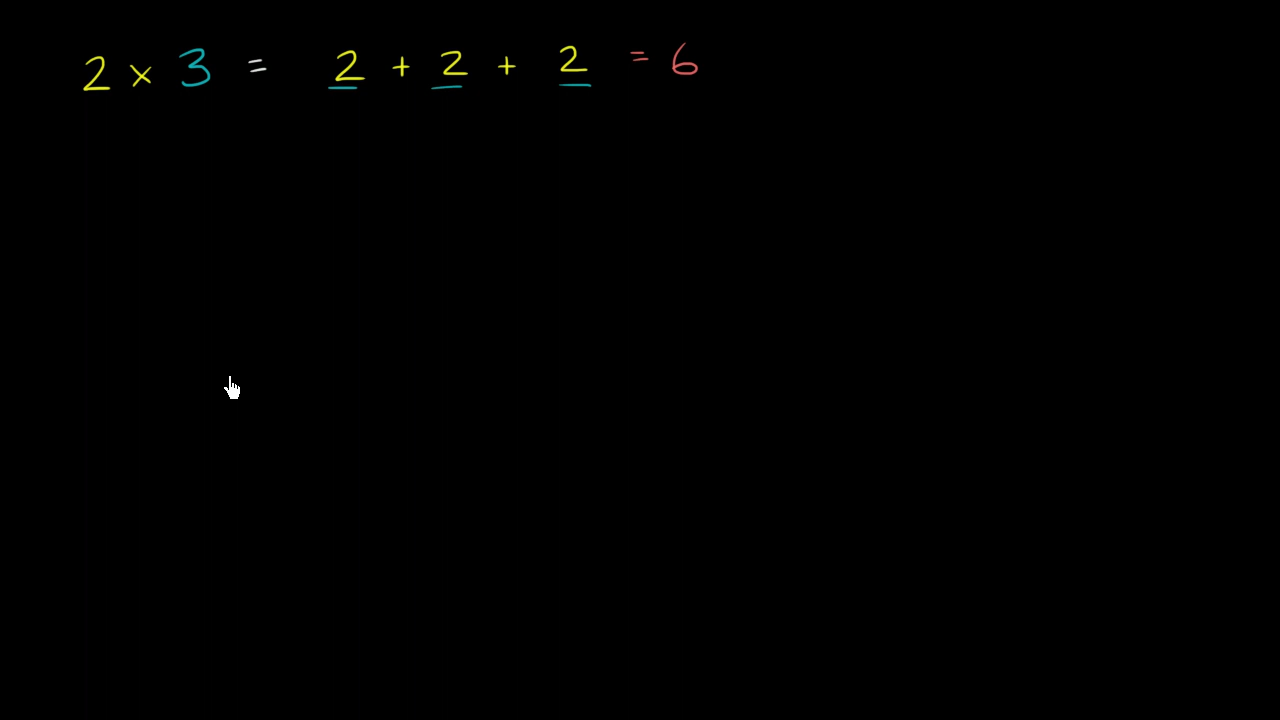 2 × 3 = 2 + 2 + 2 = 6